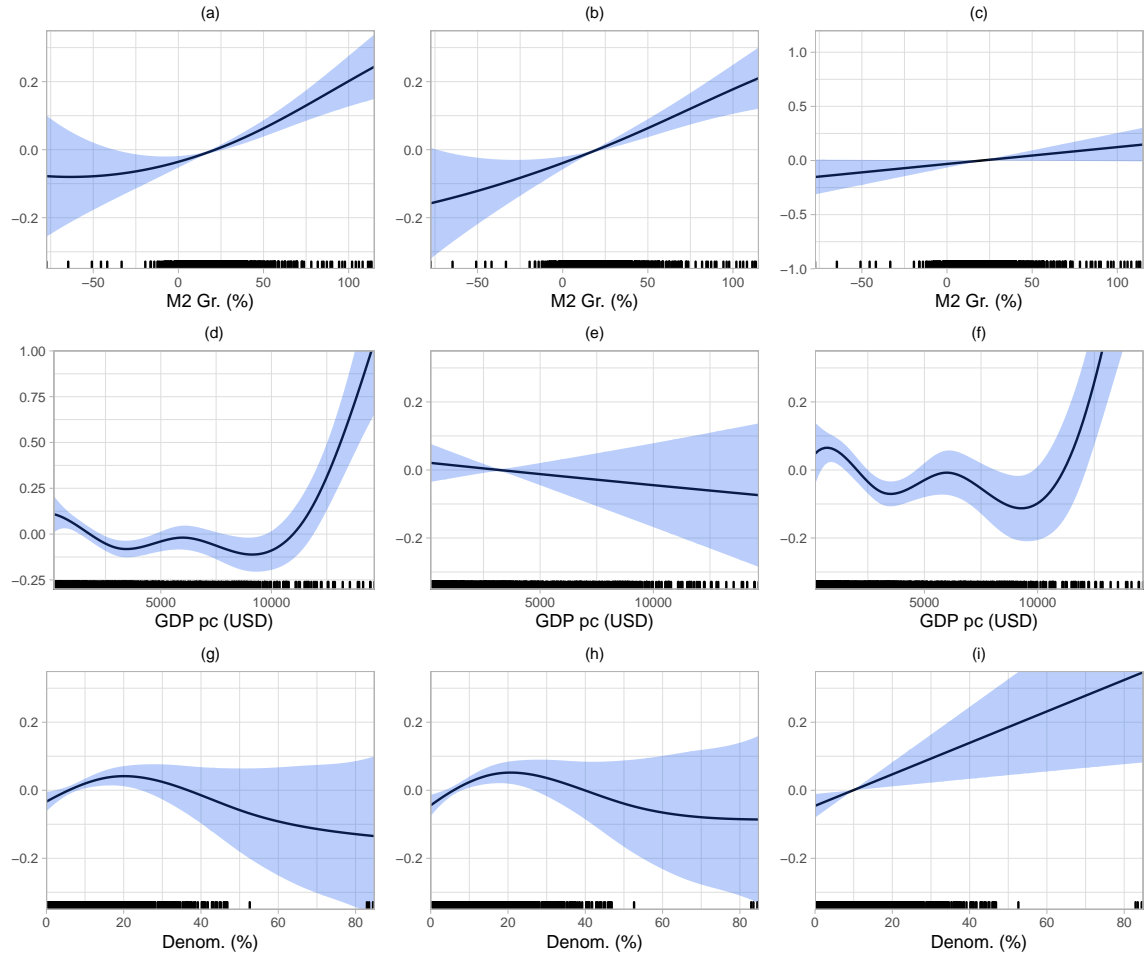 (a) (b) (c)
0.2 0.2 1.0
0.5
0.0 0.0 0.0
−0.5
−0.2 −0.2
−1.0
−50 0 50 100 −50 0 50 100 −50 0 50 100
M2 Gr. (%) M2 Gr. (%) M2 Gr. (%)
(d) (e) (f)
1.00
0.75 0.2 0.2
0.50
0.25 0.0 0.0
0.00
−0.2 −0.2
−0.25
5000 10000 5000 10000 5000 10000
GDP pc (USD) GDP pc (USD) GDP pc (USD)
(g) (h) (i)
0.2 0.2 0.2
0.0 0.0 0.0
−0.2 −0.2 −0.2
0 20 40 60 80 0 20 40 60 80 0 20 40 60 80
Denom. (%) Denom. (%) Denom. (%)